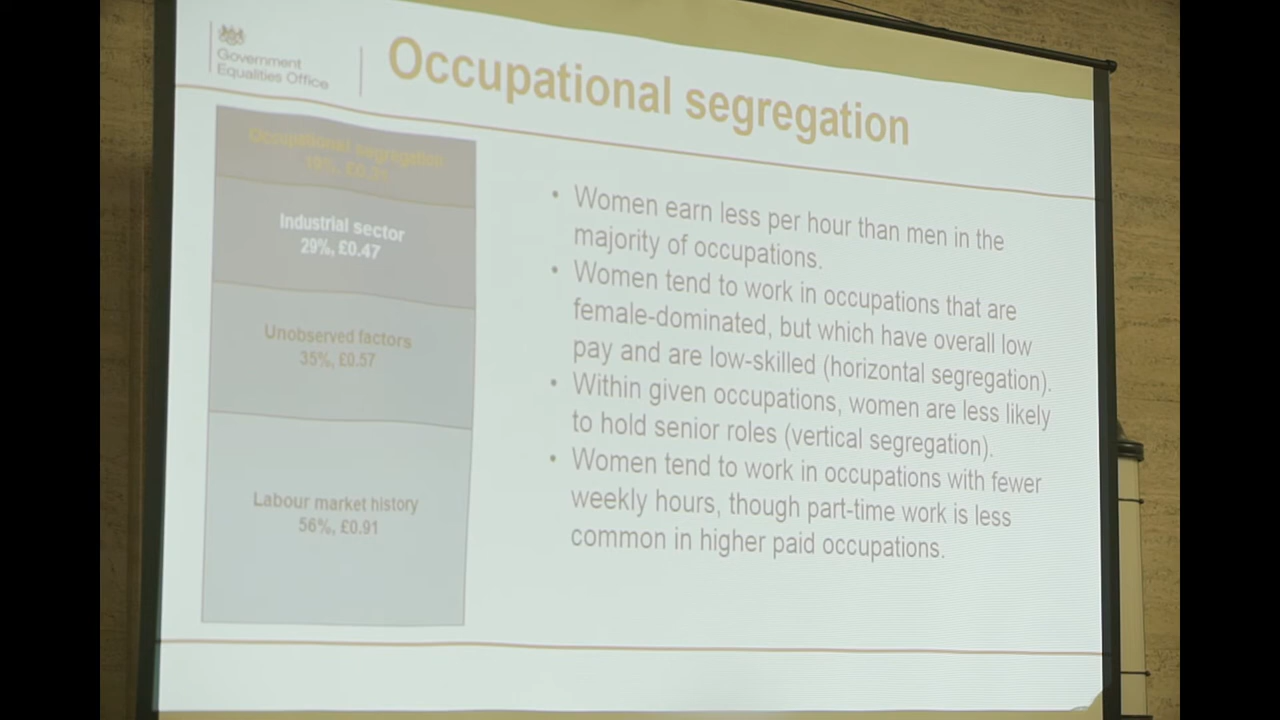 Government
Equalities Office
Occupational segregation
Occupational segregation
Industrial sector
29%, £0.47
Unobserved factors
35%, £0.57
Labour market history
56%, £0.91
• Women earn less per hour than men in the
majority of occupations.
• Women tend to work in occupations that are
female-dominated, but which have overall low
pay and are low-skilled (horizontal segregation).
• Within given occupations, women are less likely
to hold senior roles (vertical segregation).
• Women tend to work in occupations with fewer
weekly hours, though part-time work is less
common in higher paid occupations.